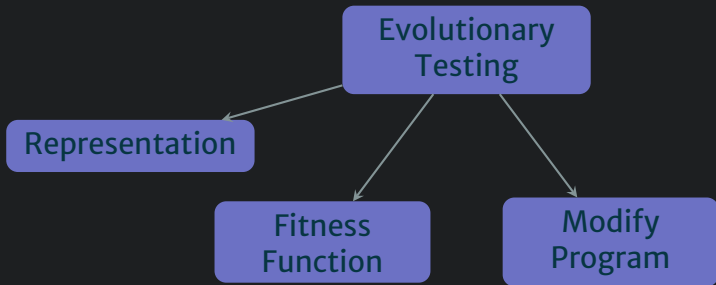 Evolutionary
Testing
Representation
Fitness
Function
Modify
Program